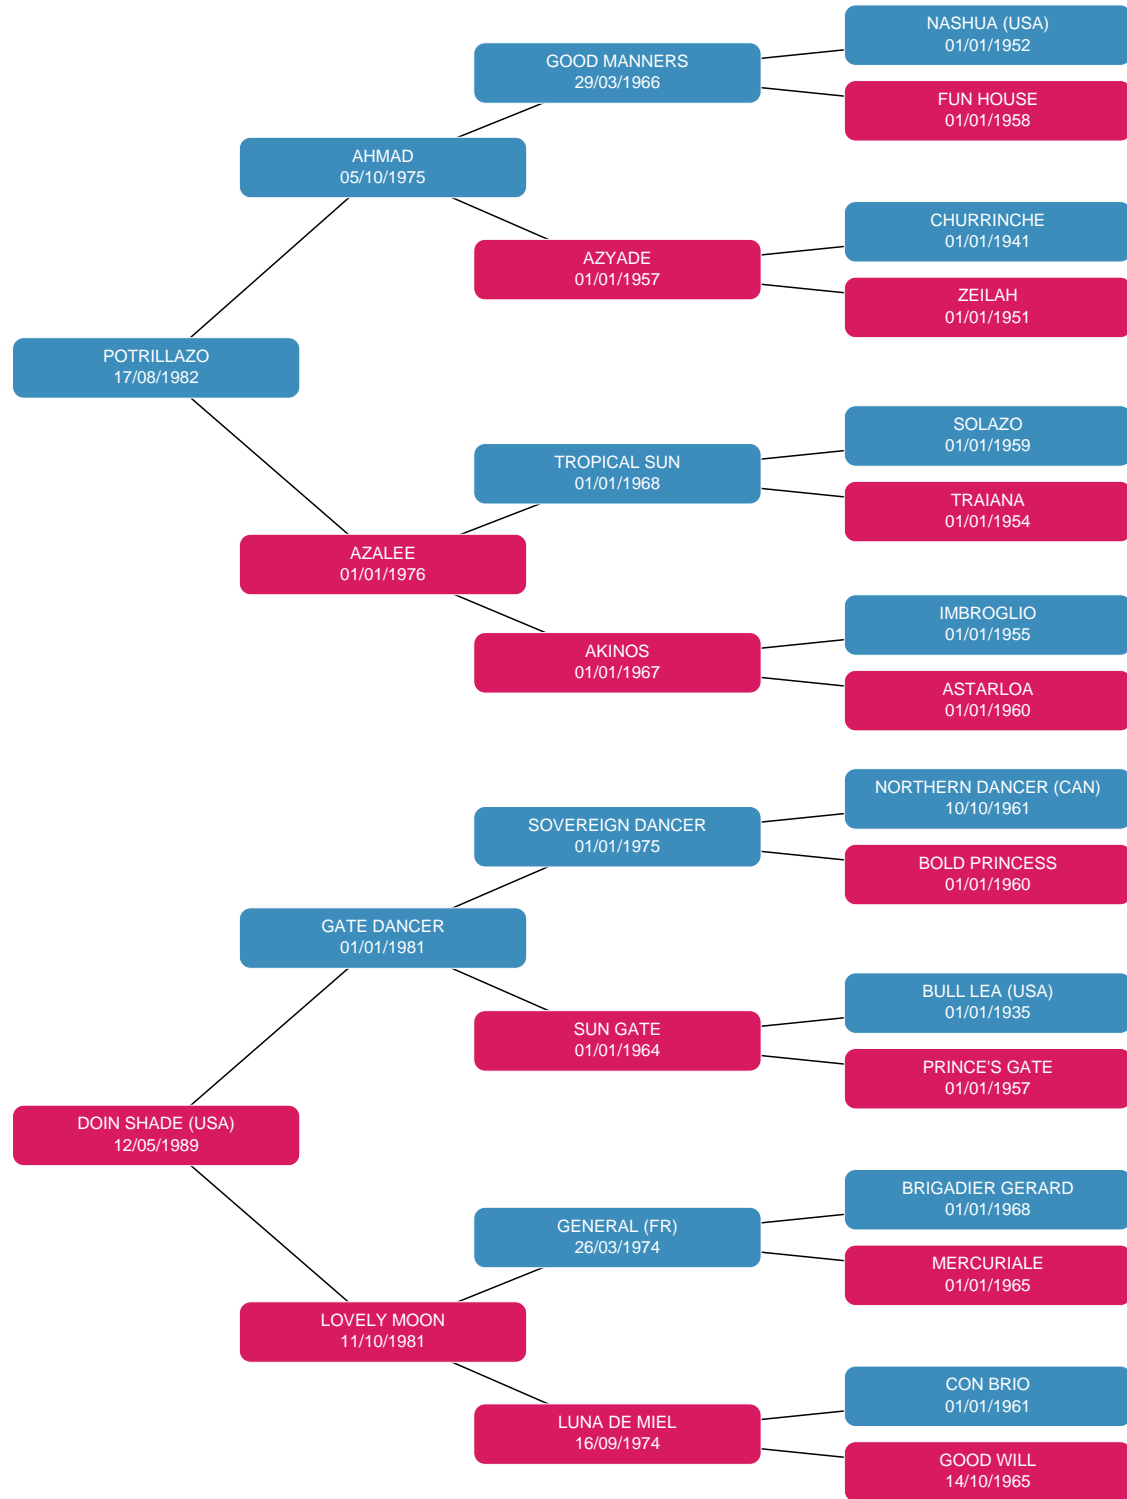 NASHUA (USA)
01/01/1952
GOOD MANNERS
29/03/1966
FUN HOUSE
01/01/1958
AHMAD
05/10/1975
CHURRINCHE
01/01/1941
AZYADE
01/01/1957
ZEILAH
01/01/1951
POTRILLAZO
17/08/1982
SOLAZO
01/01/1959
TROPICAL SUN
01/01/1968
TRAIANA
01/01/1954
AZALEE
01/01/1976
IMBROGLIO
01/01/1955
AKINOS
01/01/1967
ASTARLOA
01/01/1960
NORTHERN DANCER (CAN)
10/10/1961
SOVEREIGN DANCER
01/01/1975
BOLD PRINCESS
01/01/1960
GATE DANCER
01/01/1981
BULL LEA (USA)
01/01/1935
SUN GATE
01/01/1964
PRINCE'S GATE
01/01/1957
DOIN SHADE (USA)
12/05/1989
BRIGADIER GERARD
01/01/1968
GENERAL (FR)
26/03/1974
MERCURIALE
01/01/1965
LOVELY MOON
11/10/1981
CON BRIO
01/01/1961
LUNA DE MIEL
16/09/1974
GOOD WILL
14/10/1965